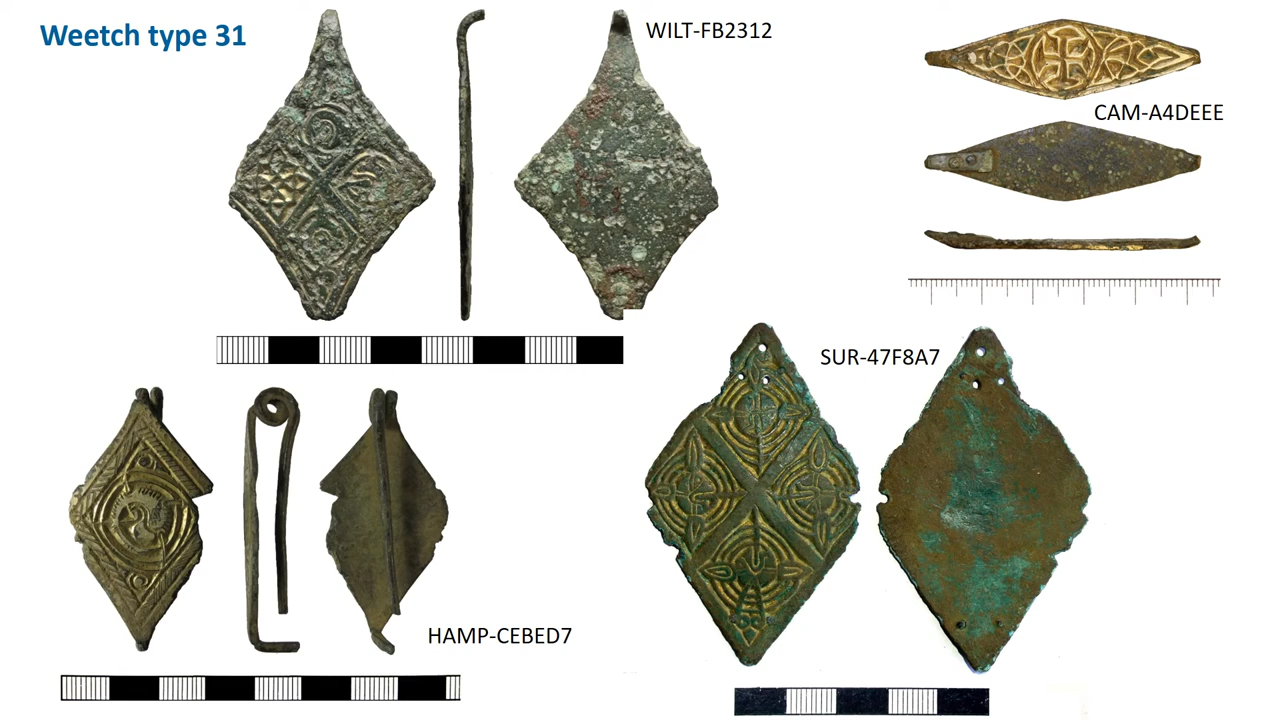 Weetch type 31
WILT-FB2312
CAM-A4DEEE
SUR-47F8A7
HAMP-CEBED7